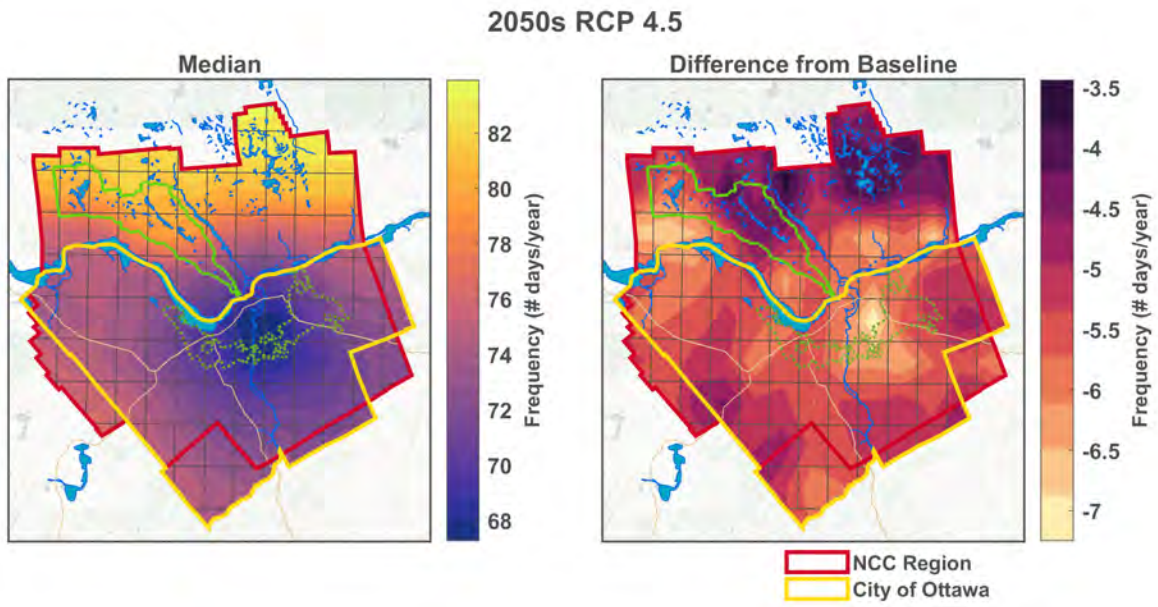 2050s RCP 4.5
Median
82
80
78
76
74
72
70
68
Frequency (# days/year)
Difference from Baseline
-3.5
-4
-4.5
-5
-5.5
-6
-6.5
-7
Frequency (# days/year)
NCC Region
City of Ottawa